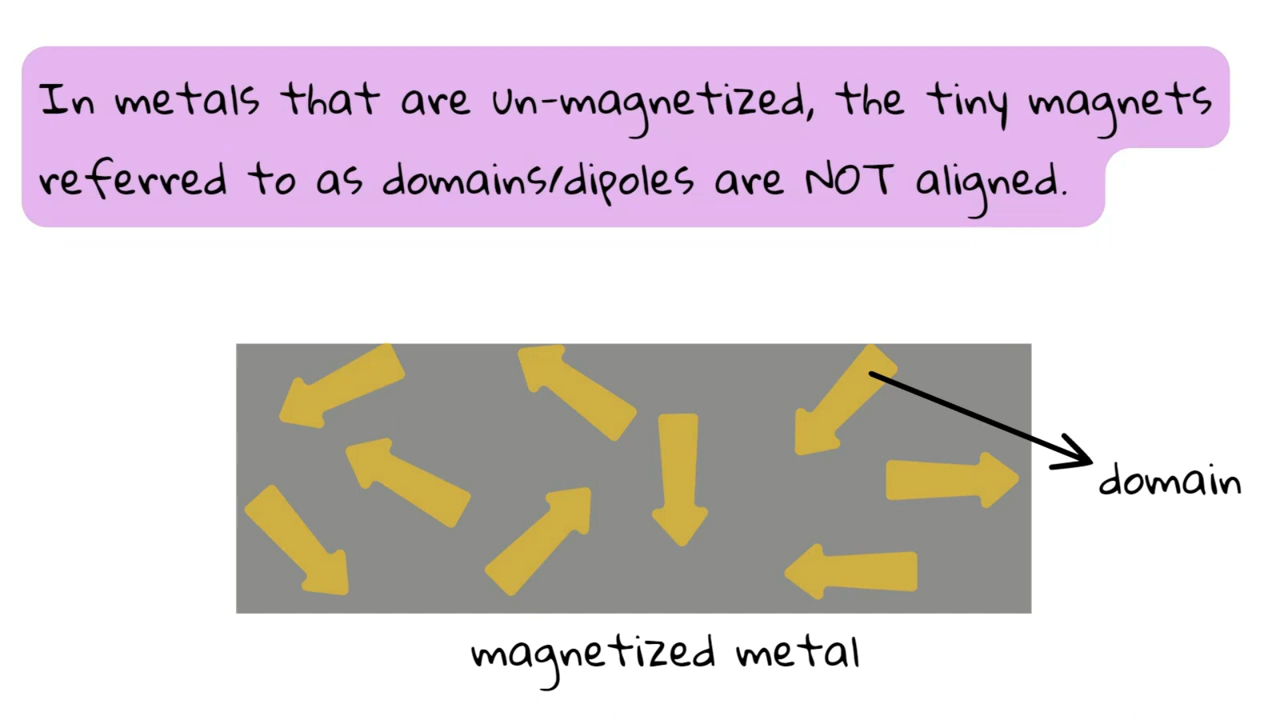 In metals that are un-magnetized, the tiny magnets
referred to as domains/dipoles are NOT aligned.
domain
magnetized metal